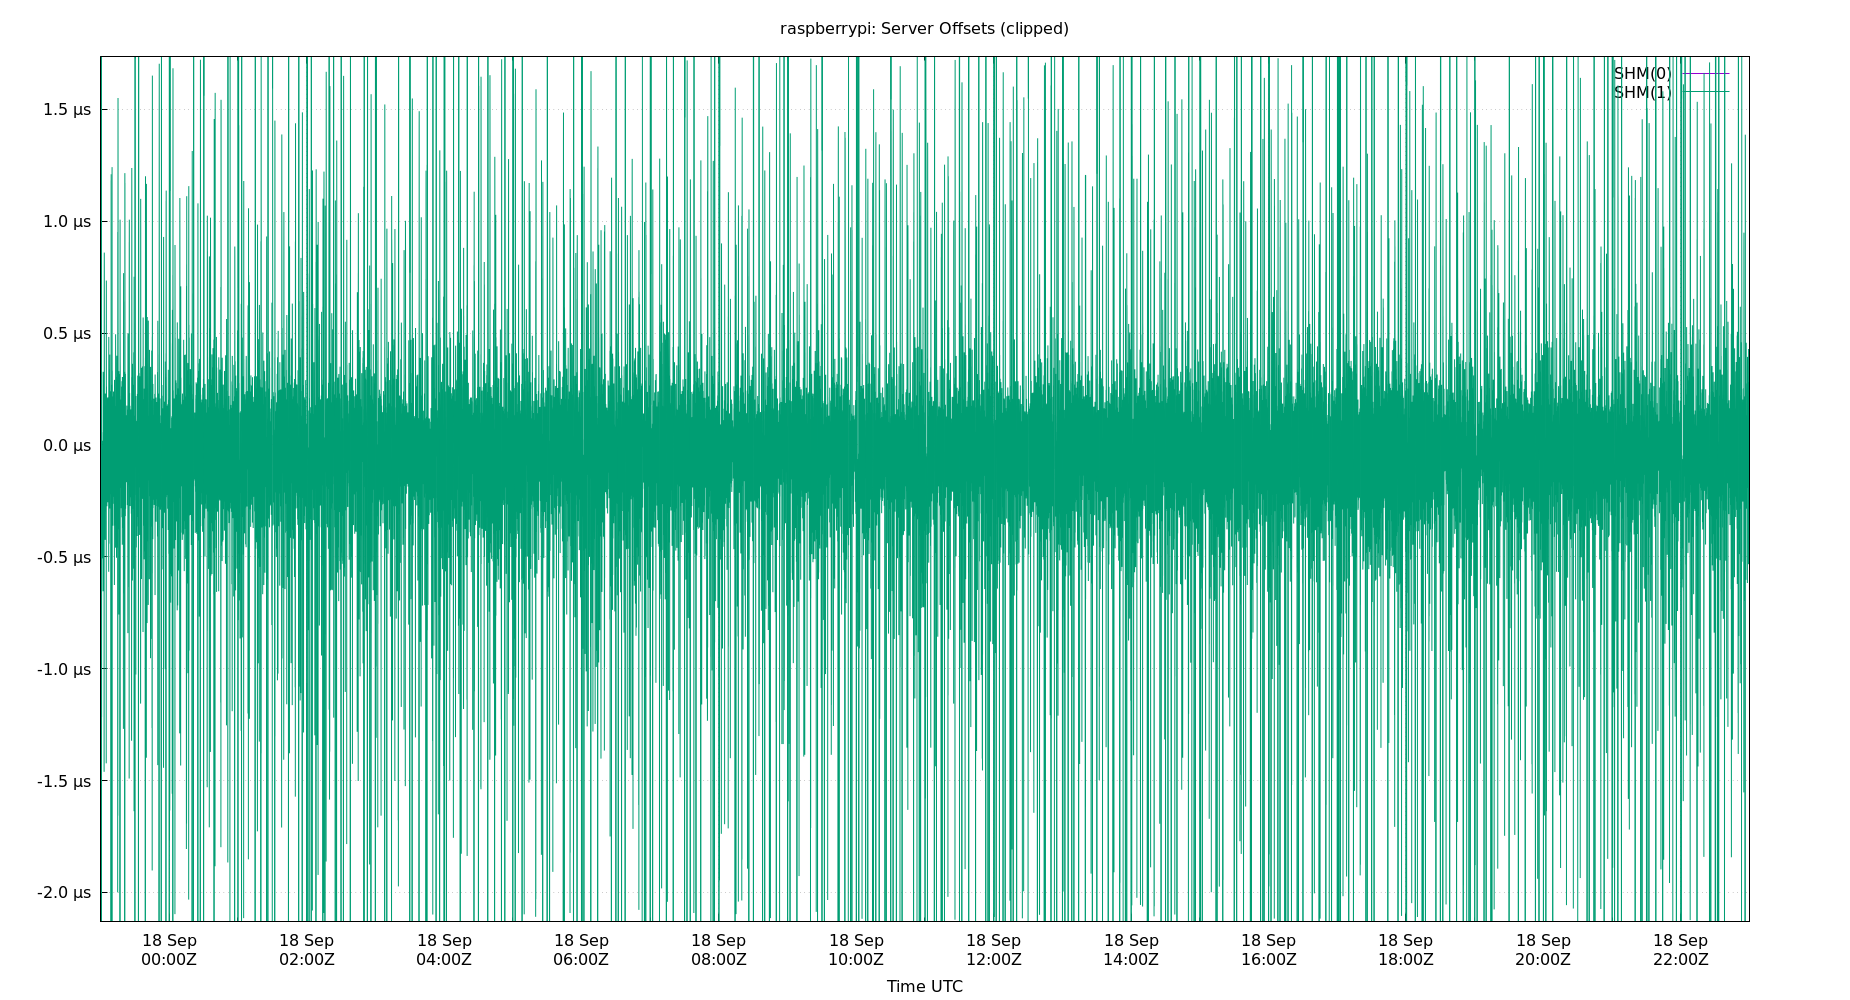 raspberrypi: Server Offsets (clipped)
SHM(0)
SHM(1)
1.5 µs
1.0 µs
0.5 µs
0.0 µs
-0.5 µs
-1.0 µs
-1.5 µs
-2.0 µs
18 Sep 18 Sep 18 Sep 18 Sep 18 Sep 18 Sep 18 Sep 18 Sep 18 Sep 18 Sep 18 Sep 18 Sep
00:00Z 02:00Z 04:00Z 06:00Z 08:00Z 10:00Z 12:00Z 14:00Z 16:00Z 18:00Z 20:00Z 22:00Z
Time UTC